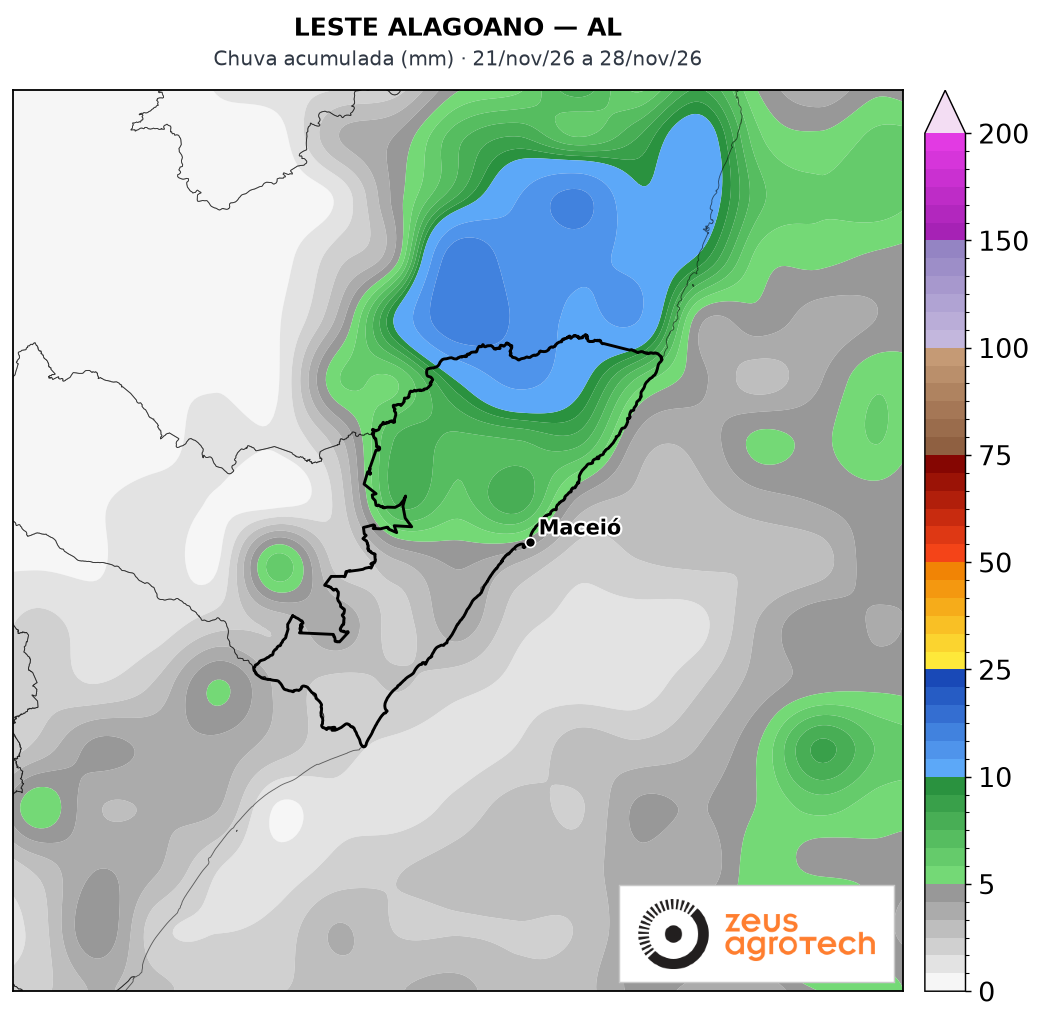 LESTE ALAGOANO — AL
Chuva acumulada (mm) · 21/nov/26 a 28/nov/26
200
150
100
75
50
25
10
5
0
Maceió
zeus
agrotech